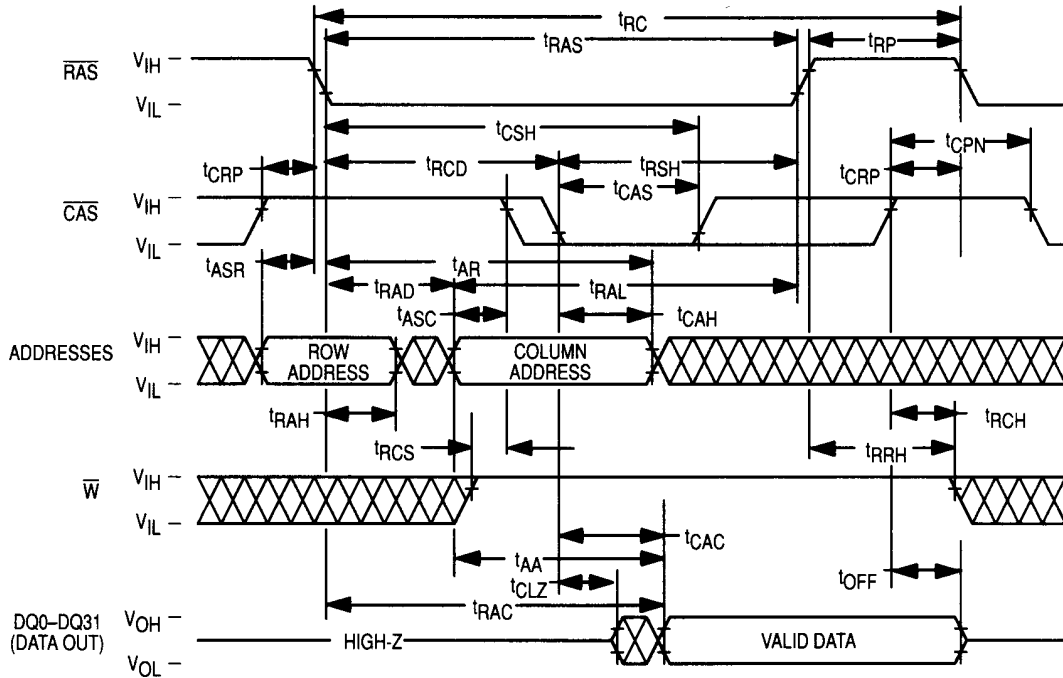 tRC
tRAS
tRP
RAS
VIH
VIL
tCSH
tCPN
tCRP
tRCD
tRSH
tCRP
tCAS
CAS
VIH
VIL
tASR
tAR
tRAD
tRAL
tASC
tCAH
ADDRESSES
VIH
VIL
ROW
ADDRESS
COLUMN
ADDRESS
tRAH
tRCH
tRCS
tRRH
W
VIH
VIL
tCAC
tAA
tOFF
tCLZ
tRAC
DQ0–DQ31
(DATA OUT)
VOH
VOL
HIGH-Z
VALID DATA